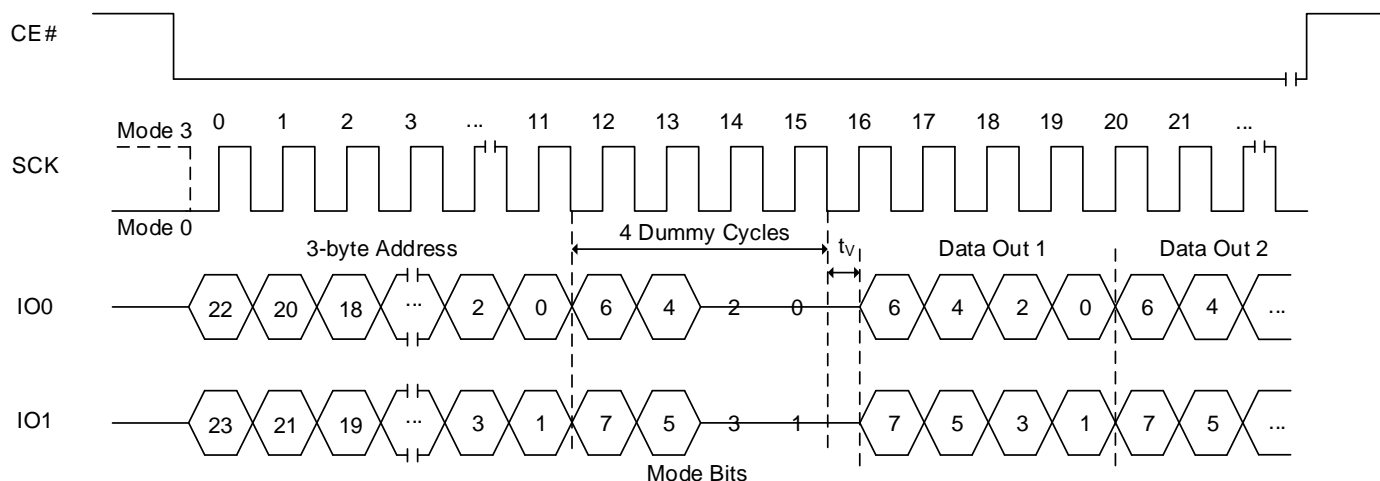 CE#
0 1 2 3 ... 11 12 13 14 15 16 17 18 19 20 21 ...
Mode 3
SCK
Mode 0
3-byte Address 4 Dummy Cycles tV Data Out 1 Data Out 2
IO0 22 20 18 ... 2 0 6 4 2 0 6 4 2 0 6 4 ...
IO1 23 21 19 ... 3 1 7 5 3 1 7 5 3 1 7 5 ...
Mode Bits